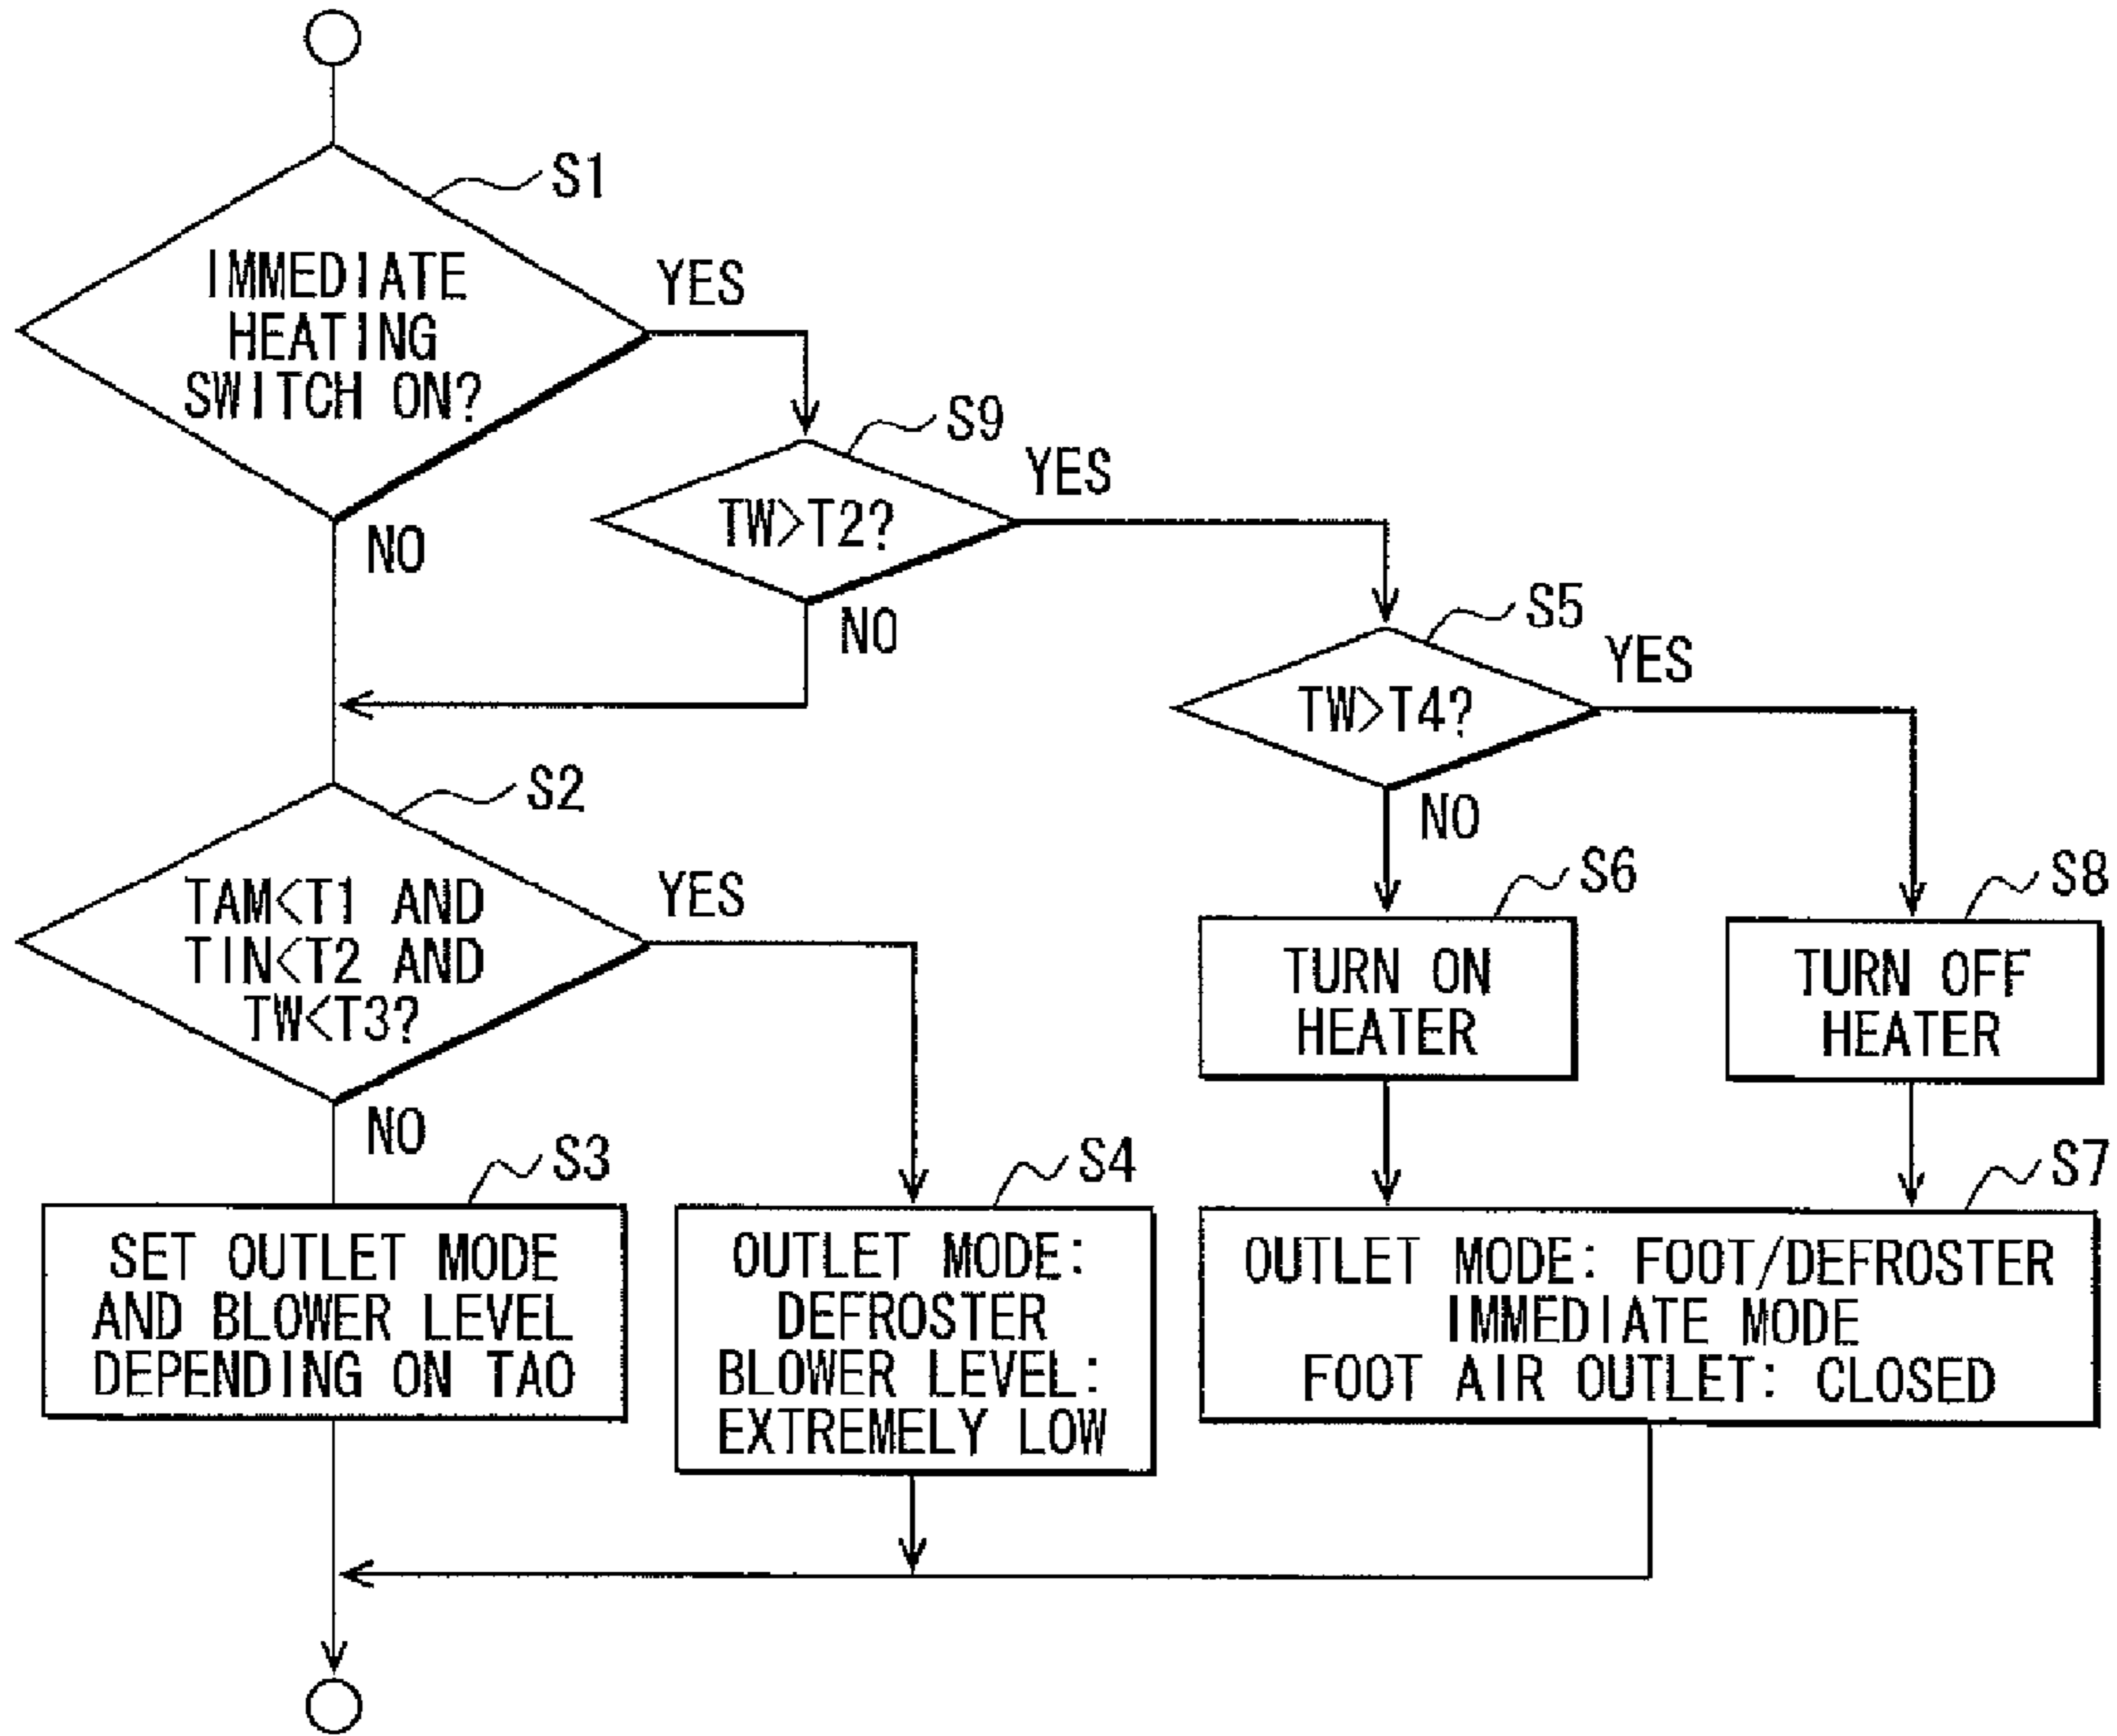 S1
IMMEDIATE
HEATING
SWITCH ON?
YES
NO
S9
TW>T2?
YES
NO
S5
TW>T4?
YES
NO
S2
TAM<T1 AND
TIN<T2 AND
TW<T3?
YES
NO
S6
TURN ON
HEATER
S8
TURN OFF
HEATER
S3
SET OUTLET MODE
AND BLOWER LEVEL
DEPENDING ON TAO
S4
OUTLET MODE:
DEFROSTER
BLOWER LEVEL:
EXTREMELY LOW
S7
OUTLET MODE: FOOT/DEFROSTER
IMMEDIATE MODE
FOOT AIR OUTLET: CLOSED